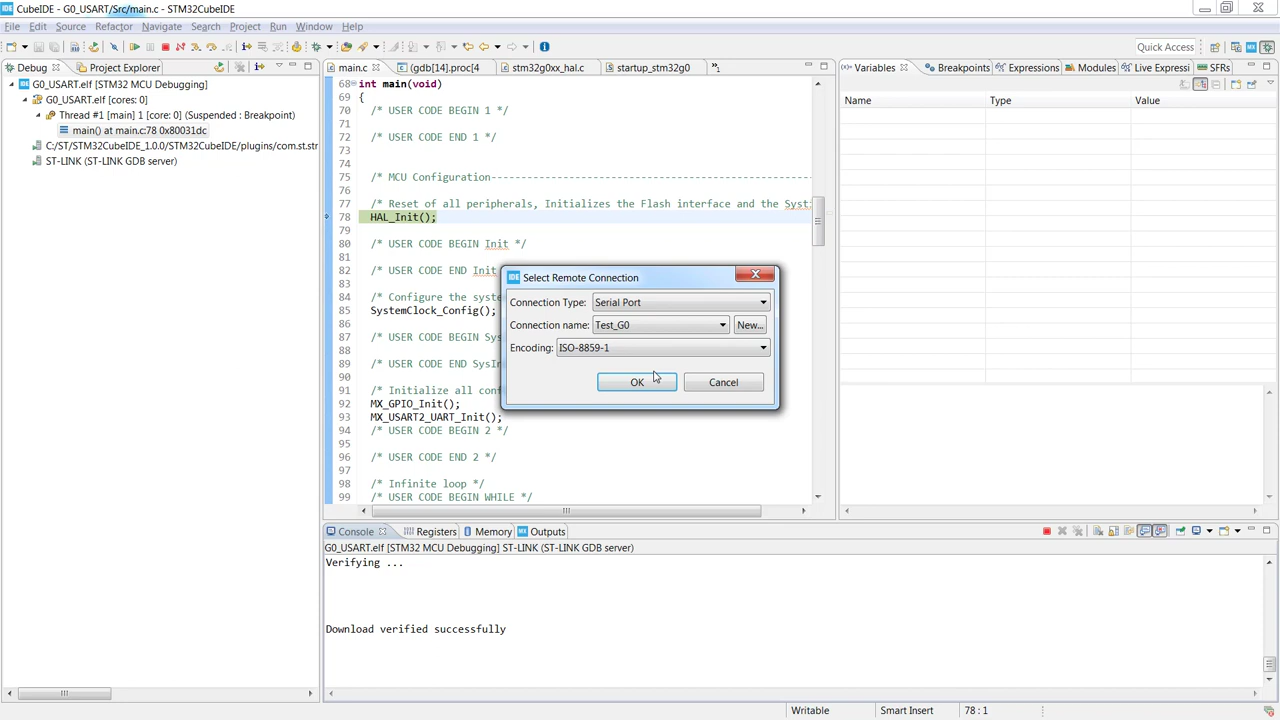 CubeIDE - G0_USART/Src/main.c - STM32CubeIDE
File Edit Source Refactor Navigate Search Project Run Window Help
Quick Access
Debug
Project Explorer
G0_USART.elf [STM32 MCU Debugging]
G0_USART.elf [cores: 0]
Thread #1 [main] 1 [core: 0] (Suspended : Breakpoint)
main() at main.c:78 0x80031dc
C:/ST/STM32CubeIDE_1.0.0/STM32CubeIDE/plugins/com.st.str
ST-LINK (ST-LINK GDB server)
main.c
(gdb[14].proc[4
stm32g0xx_hal.c
startup_stm32g0
68 int main(void)
69 {
70 /* USER CODE BEGIN 1 */
71
72 /* USER CODE END 1 */
73
74
75 /* MCU Configuration--------------------------------------------------
76
77 /* Reset of all peripherals, Initializes the Flash interface and the Systi
78 HAL_Init();
79
80 /* USER CODE BEGIN Init */
81
82 /* USER CODE END Init
83
84 /* Configure the syste
85 SystemClock_Config();
86
87 /* USER CODE BEGIN Sys
88
89 /* USER CODE END SysIn
90
91 /* Initialize all conf
92 MX_GPIO_Init();
93 MX_USART2_UART_Init();
94 /* USER CODE BEGIN 2 */
95
96 /* USER CODE END 2 */
97
98 /* Infinite loop */
99 /* USER CODE BEGIN WHILE */
Select Remote Connection
Connection Type: Serial Port
Connection name: Test_G0 New...
Encoding: ISO-8859-1
OK Cancel
Variables
Breakpoints
Expressions
Modules
Live Expressi
SFRs
Name Type Value
Console
Registers
Memory
Outputs
G0_USART.elf [STM32 MCU Debugging] ST-LINK (ST-LINK GDB server)
Verifying ...
Download verified successfully
Writable Smart Insert 78 : 1